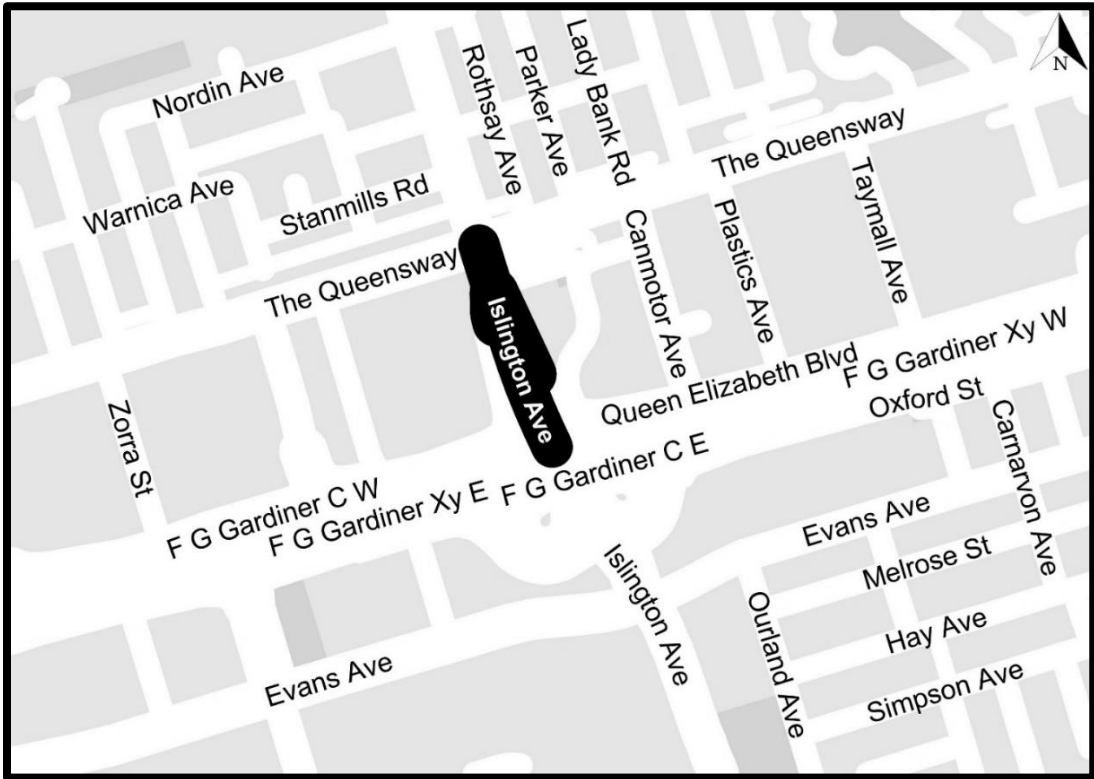 N
Nordin Ave
Rothsay Ave
Parker Ave
Lady Bank Rd
The Queensway
Warnica Ave
Stanmills Rd
Taymall Ave
Plastics Ave
Canmotor Ave
The Queensway
Islington Ave
Queen Elizabeth Blvd
F G Gardiner Xy W
Oxford St
Zorra St
Carnarvon Ave
F G Gardiner C W
F G Gardiner Xy E
F G Gardiner C E
Evans Ave
Melrose St
Islington Ave
Ourland Ave
Hay Ave
Evans Ave
Simpson Ave